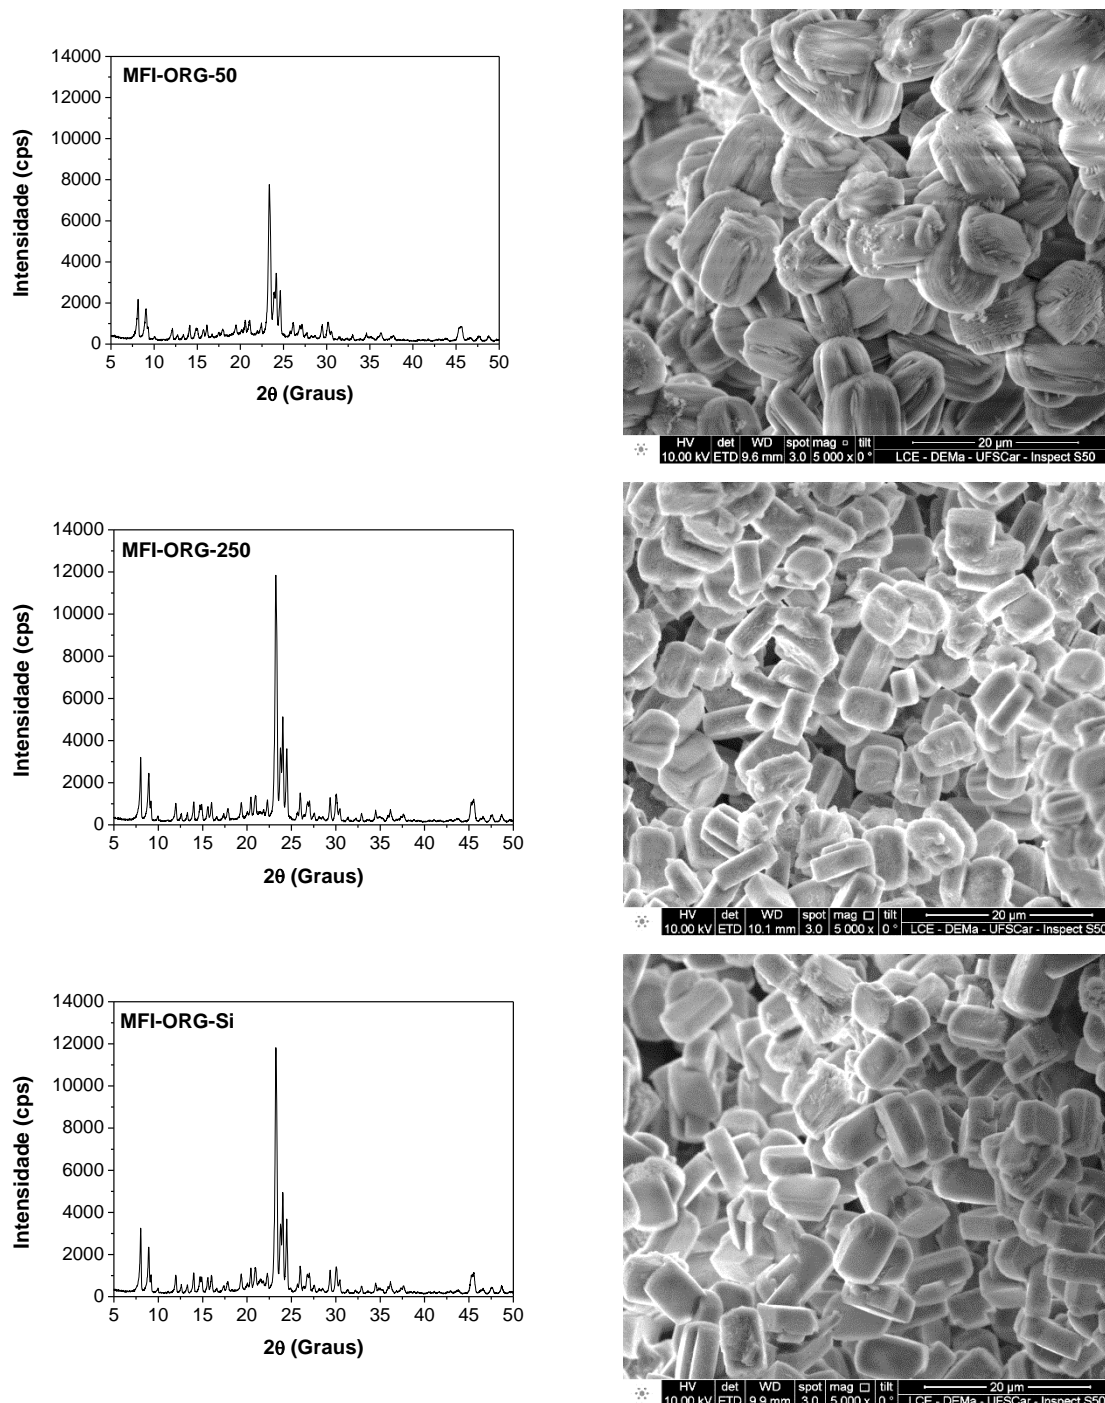 MFI-ORG-50
14000
12000
10000
8000
6000
4000
2000
0
5 10 15 20 25 30 35 40 45 50
Intensidade (cps)
2θ (Graus)
HV det WD spot mag □ tilt 20 µm
10.00 kV ETD 9.6 mm 3.0 5 000 x 0 ° LCE - DEMa - UFSCar - Inspect S50
MFI-ORG-250
14000
12000
10000
8000
6000
4000
2000
0
5 10 15 20 25 30 35 40 45 50
Intensidade (cps)
2θ (Graus)
HV det WD spot mag □ tilt 20 µm
10.00 kV ETD 10.1 mm 3.0 5 000 x 0 ° LCE - DEMa - UFSCar - Inspect S50
MFI-ORG-Si
14000
12000
10000
8000
6000
4000
2000
0
5 10 15 20 25 30 35 40 45 50
Intensidade (cps)
2θ (Graus)
HV det WD spot mag □ tilt 20 µm
10.00 kV ETD 9.9 mm 3.0 5 000 x 0 ° LCE - DEMa - UFSCar - Inspect S50